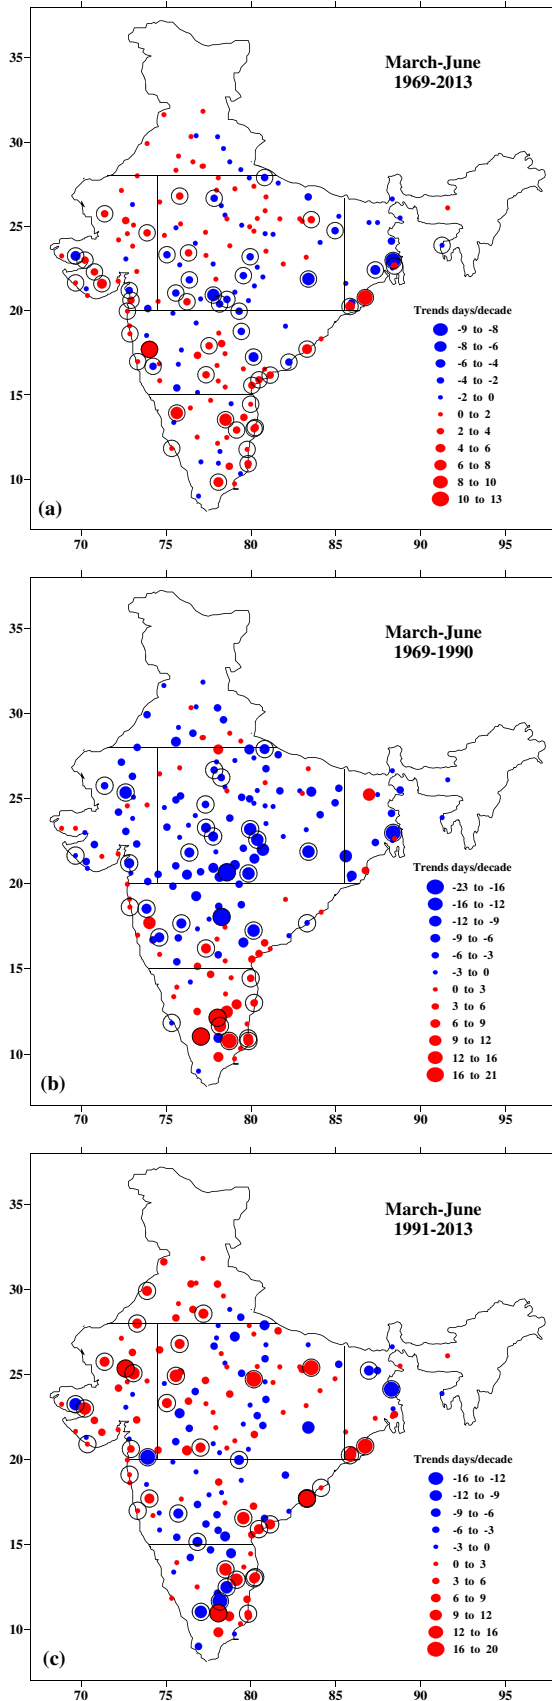 35
March-June
1969-2013
30
25
20
Trends days/decade
-9 to -8
-8 to -6
-6 to -4
-4 to -2
-2 to 0
15
0 to 2
2 to 4
4 to 6
6 to 8
10
8 to 10
10 to 13
(a)
70 75 80 85 90 95
35
March-June
1969-1990
30
25
20
Trends days/decade
-23 to -16
-16 to -12
-12 to -9
-9 to -6
-6 to -3
15
-3 to 0
0 to 3
3 to 6
6 to 9
9 to 12
10
12 to 16
16 to 21
(b)
70 75 80 85 90 95
35
March-June
1991-2013
30
25
20
Trends days/decade
-16 to -12
-12 to -9
-9 to -6
-6 to -3
-3 to 0
15
0 to 3
3 to 6
6 to 9
9 to 12
12 to 16
10
16 to 20
(c)
70 75 80 85 90 95